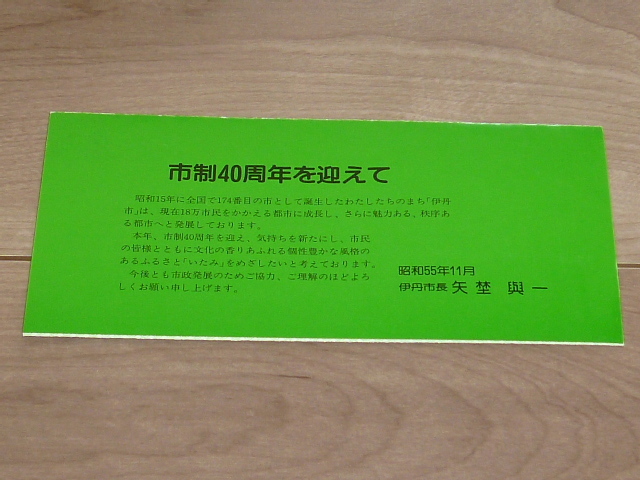 市制40周年を迎えて
昭和15年に全国で174番目の市として誕生したわたしたちのまち「伊丹
市」は、現在18万市民をかかえる都市に成長し、さらに魅力ある、秩序あ
る都市へと発展しております。
本年、市制40周年を迎え、気持ちを新たにし、市民
の皆様とともに文化の香りあふれる個性豊かな風格の
あるふるさと「いたみ」をめざしたいと考えております。
今後とも市政発展のためご協力、ご理解のほどよろ
しくお願い申し上げます。
昭和55年11月
伊丹市長 矢埜 與一